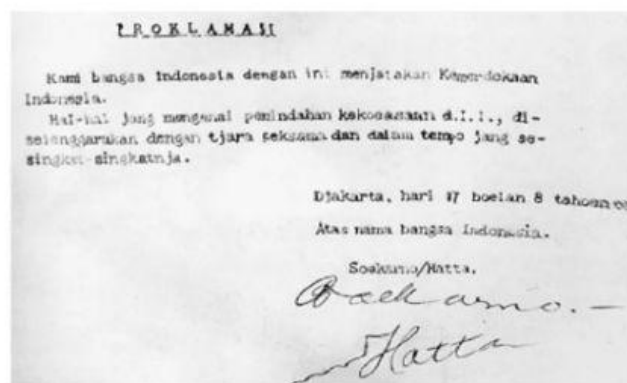 PROKLAMASI
Kami bangsa Indonesia dengan ini menjatakan Kemerdekaan
Indonesia.
Hal-hal jang mengenai pemindahan kekoeasaan d.l.l., di-
selenggarakan dengan tjara seksama dan dalam tempo jang se-
singkat-singkatnja.
Djakarta, hari 17 boelan 8 tahoen 05
Atas nama bangsa Indonesia.
Soekarno/Hatta.
Soekarno.—
Hatta